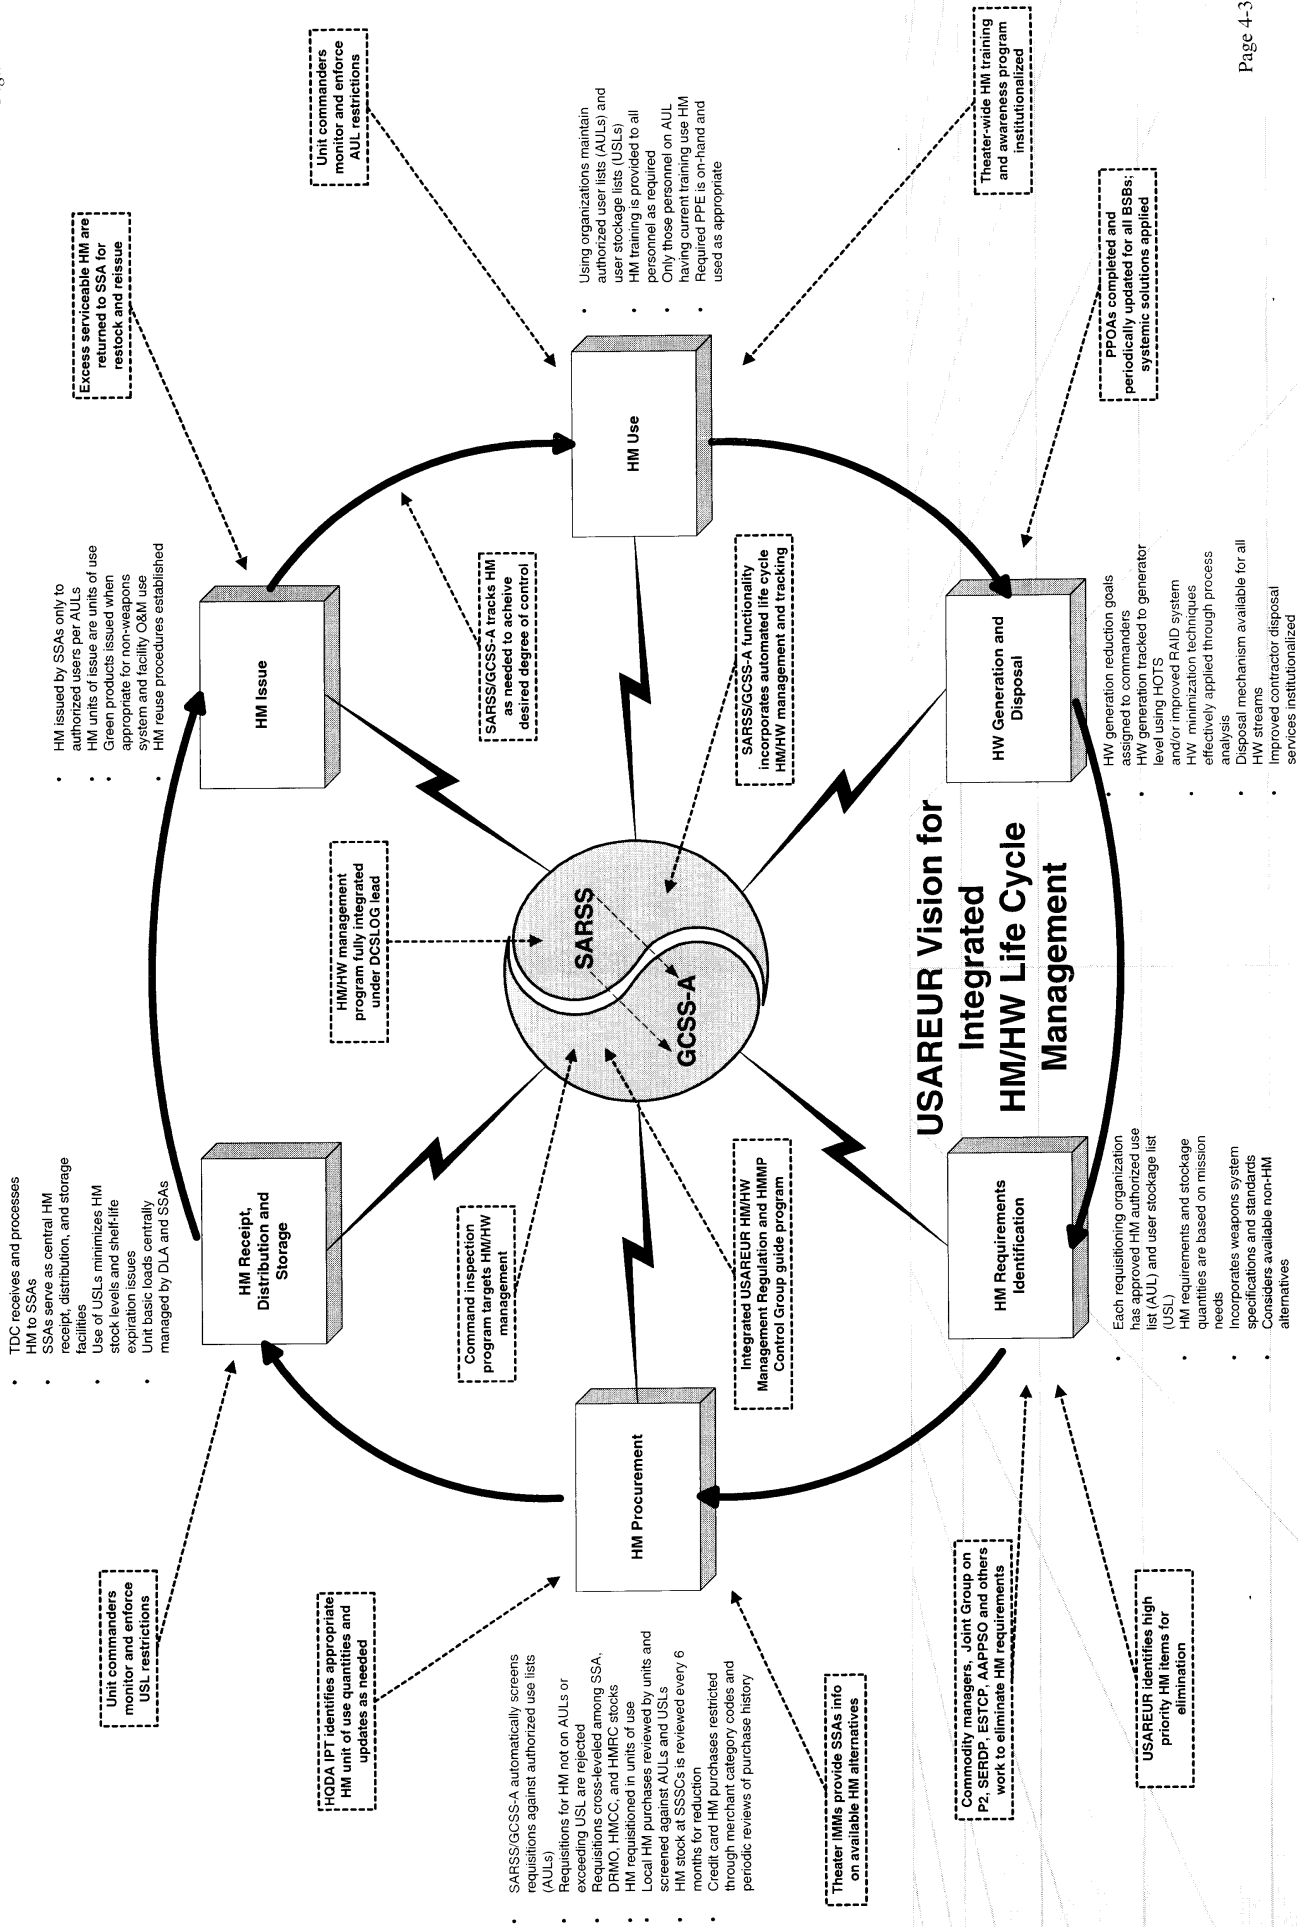 TDC receives and processes
HM to SSAs
SSAs serve as central HM
receipt, distribution, and storage
facilities
Use of USLs minimizes HM
stock levels and shelf-life
expiration issues
Unit basic loads centrally
managed by DLA and SSAs
HM issued by SSAs only to
authorized users per AULs
HM units of issue are units of use
Green products issued when
appropriate for non-weapons
system and facility O&M use
HM reuse procedures established
Unit commanders
monitor and enforce
USL restrictions
Excess serviceable HM are
returned to SSA for
restock and reissue
HM Receipt,
Distribution and
Storage
HM Issue
HQDA IPT identifies appropriate
HM unit of use quantities and
updates as needed
HM/HW management
program fully integrated
under DCSLOG lead
Unit commanders
monitor and enforce
AUL restrictions
Command inspection
program targets HM/HW
management
SARSS/GCSS-A tracks HM
as needed to acheive
desired degree of control
SARSS/GCSS-A automatically screens
requisitions against authorized use lists
(AULs)
Requisitions for HM not on AULs or
exceeding USL are rejected
Requisitions cross-leveled among SSA,
DRMO, HMCC, and HMRC stocks
HM requisitioned in units of use
Local HM purchases reviewed by units and
screened against AULs and USLs
HM stock at SSSCs is reviewed every 6
months for reduction
Credit card HM purchases restricted
through merchant category codes and
periodic reviews of purchase history
HM Procurement
SARSS
GCSS-A
HM Use
Using organizations maintain
authorized user lists (AULs) and
user stockage lists (USLs)
HM training is provided to all
personnel as required
Only those personnel on AUL
having current training use HM
Required PPE is on-hand and
used as appropriate
Integrated USAREUR HM/HW
Management Regulation and HMMP
Control Group guide program
SARSS/GCSS-A functionality
incorporates automated life cycle
HM/HW management and tracking
Theater IMMs provide SSAs info
on available HM alternatives
Theater-wide HM training
and awareness program
institutionalized
USAREUR Vision for
Integrated
HM/HW Life Cycle
Management
Commodity managers, Joint Group on
P2, SERDP, ESTCP, AAPPSO and others
work to eliminate HM requirements
HM Requirements
Identification
HW Generation and
Disposal
PPOAs completed and
periodically updated for all BSBs;
systemic solutions applied
USAREUR identifies high
priority HM items for
elimination
Each requisitioning organization
has approved HM authorized use
list (AUL) and user stockage list
(USL)
HM requirements and stockage
quantities are based on mission
needs
Incorporates weapons system
specifications and standards
Considers available non-HM
alternatives
HW generation reduction goals
assigned to commanders
HW generation tracked to generator
level using HOTS
and/or improved RAID system
HW minimization techniques
effectively applied through process
analysis
Disposal mechanism available for all
HW streams
Improved contractor disposal
services institutionalized
Page 4-3